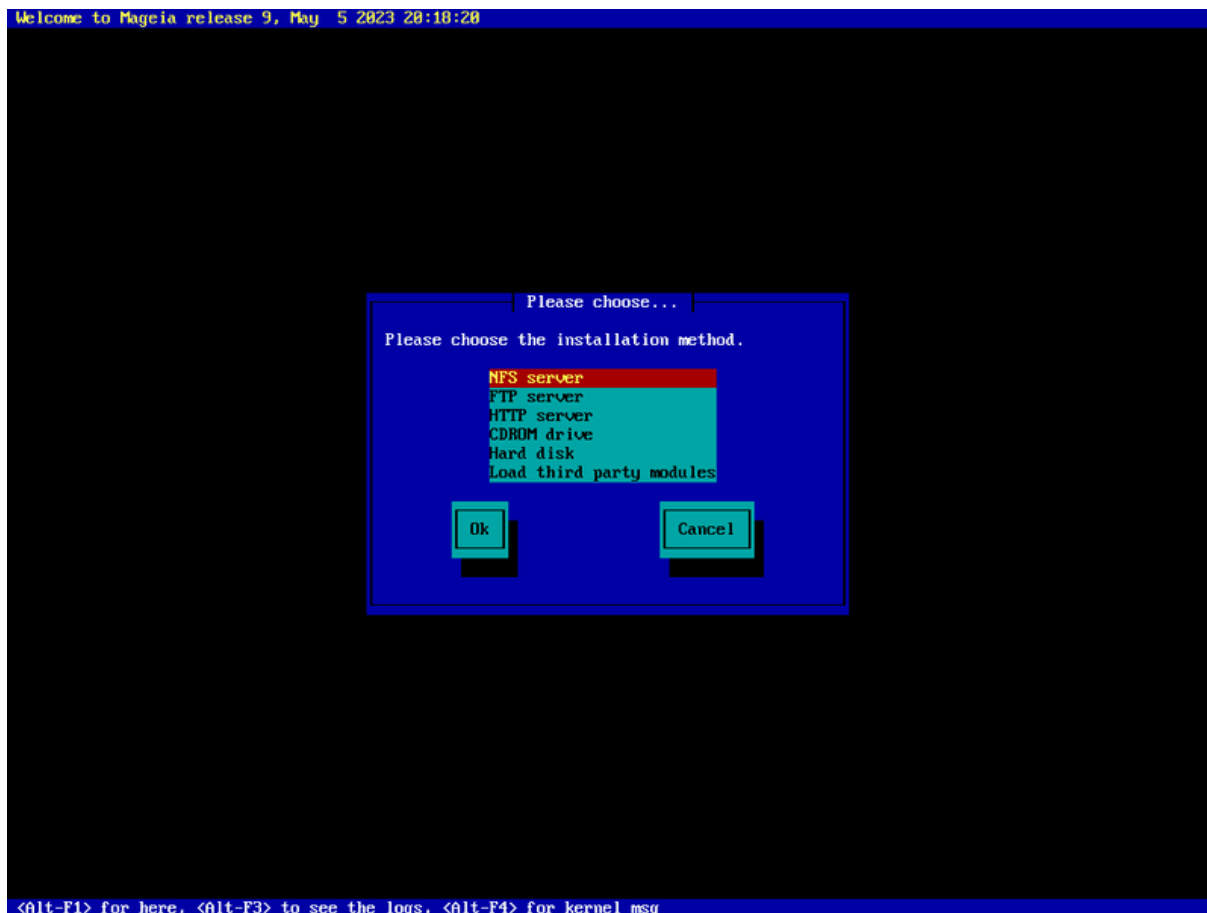 Welcome to Mageia release 9, May  5 2023 20:18:20
Please choose...
Please choose the installation method.
NFS server
FTP server
HTTP server
CDROM drive
Hard disk
Load third party modules
Ok
Cancel
<Alt-F1> for here, <Alt-F3> to see the logs, <Alt-F4> for kernel msg